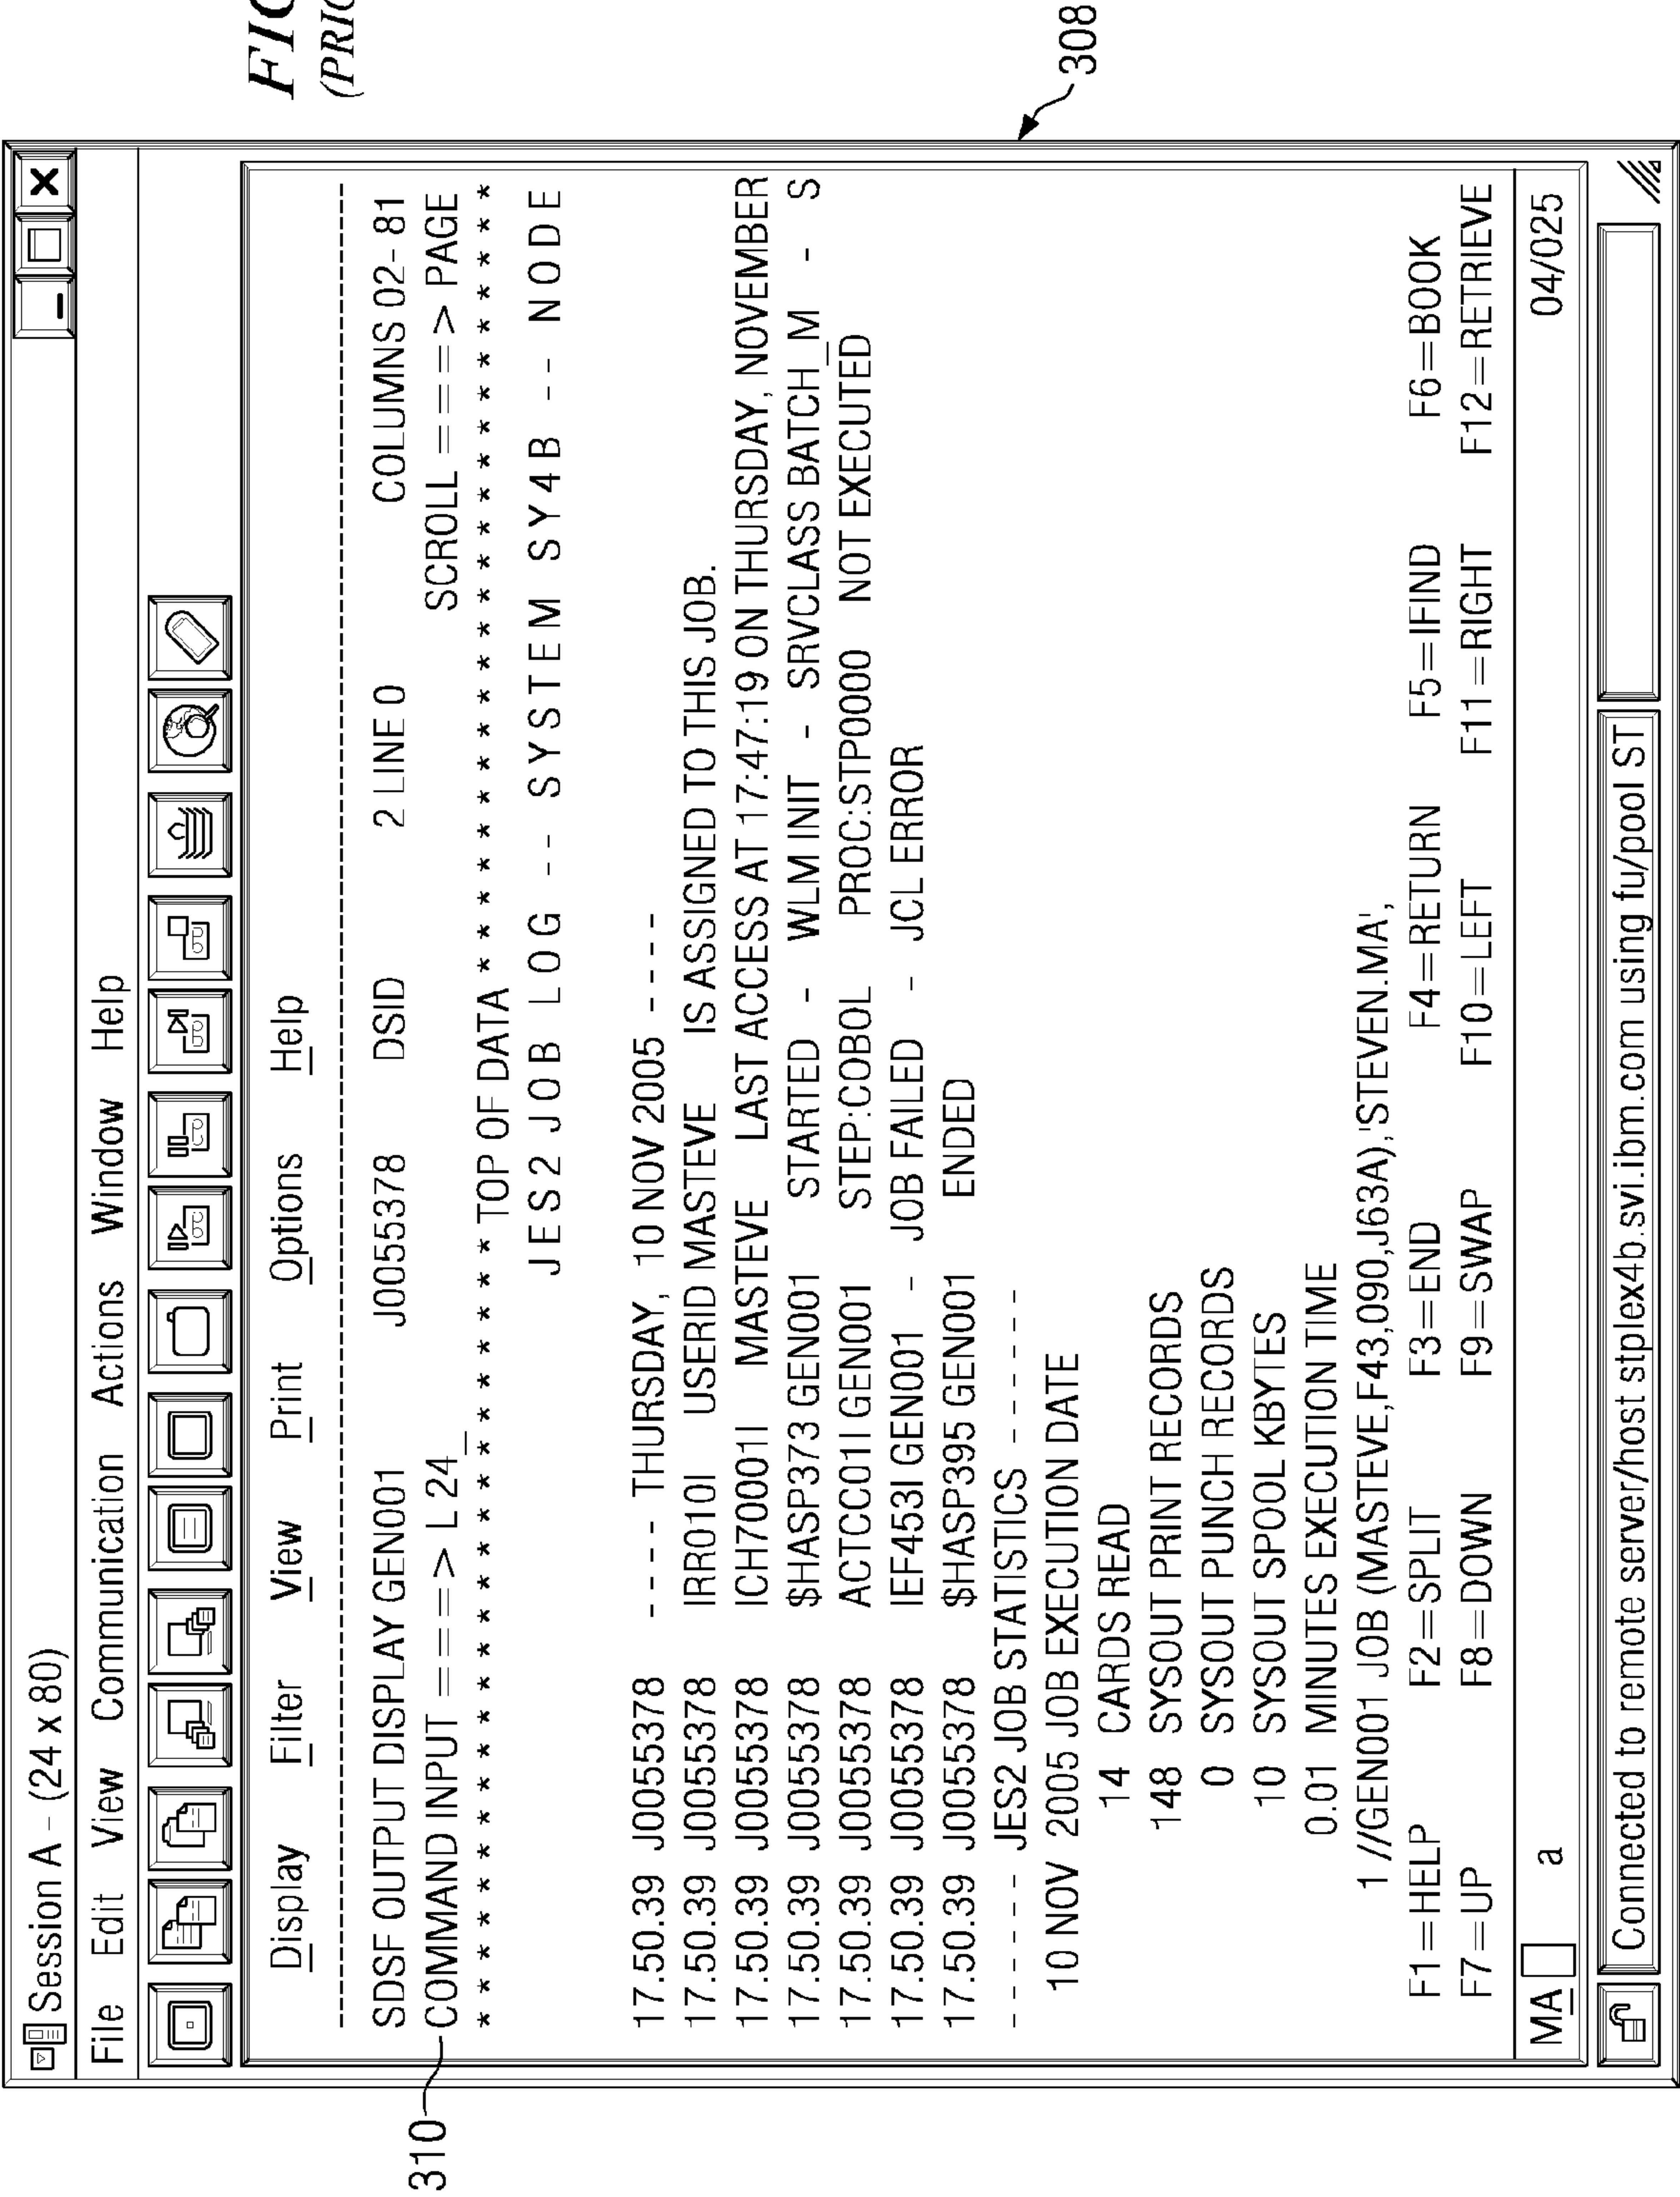 FIG
(PRIO
Session A - (24 x 80)
File Edit View Communication Actions Window Help
Display Filter View Print Options Help
SDSF OUTPUT DISPLAY GEN001 J0055378 DSID 2 LINE 0 COLUMNS 02- 81
310 COMMAND INPUT ===> L 24_ SCROLL ===> PAGE
* * * * * * * * * * * * * * * * * TOP OF DATA * * * * * * * * * * * * * * * * * * * *
J E S 2 J O B L O G - - S Y S T E M S Y 4 B - - N O D E
17.50.39 J0055378 - - - - THURSDAY, 10 NOV 2005 - - - -
17.50.39 J0055378 IRR010I USERID MASTEVE IS ASSIGNED TO THIS JOB.
17.50.39 J0055378 ICH70001I MASTEVE LAST ACCESS AT 17:47:19 ON THURSDAY, NOVEMBER
17.50.39 J0055378 $HASP373 GEN001 STARTED - WLM INIT - SRVCLASS BATCH_M - S
17.50.39 J0055378 ACTCC01I GEN001 STEP:COBOL PROC:STP0000 NOT EXECUTED
17.50.39 J0055378 IEF453I GEN001 - JOB FAILED - JCL ERROR
17.50.39 J0055378 $HASP395 GEN001 ENDED
- - - - - - JES2 JOB STATISTICS - - - - - -
10 NOV 2005 JOB EXECUTION DATE
14 CARDS READ
148 SYSOUT PRINT RECORDS
0 SYSOUT PUNCH RECORDS
10 SYSOUT SPOOL KBYTES
0.01 MINUTES EXECUTION TIME
1 //GEN001 JOB (MASTEVE,F43,090,J63A),'STEVEN.MA',
F1=HELP F2=SPLIT F3=END F4=RETURN F5=IFIND F6=BOOK
F7=UP F8=DOWN F9=SWAP F10=LEFT F11=RIGHT F12=RETRIEVE
MA a 04/025
Connected to remote server/host stplex4b.svi.ibm.com using fu/pool ST
308